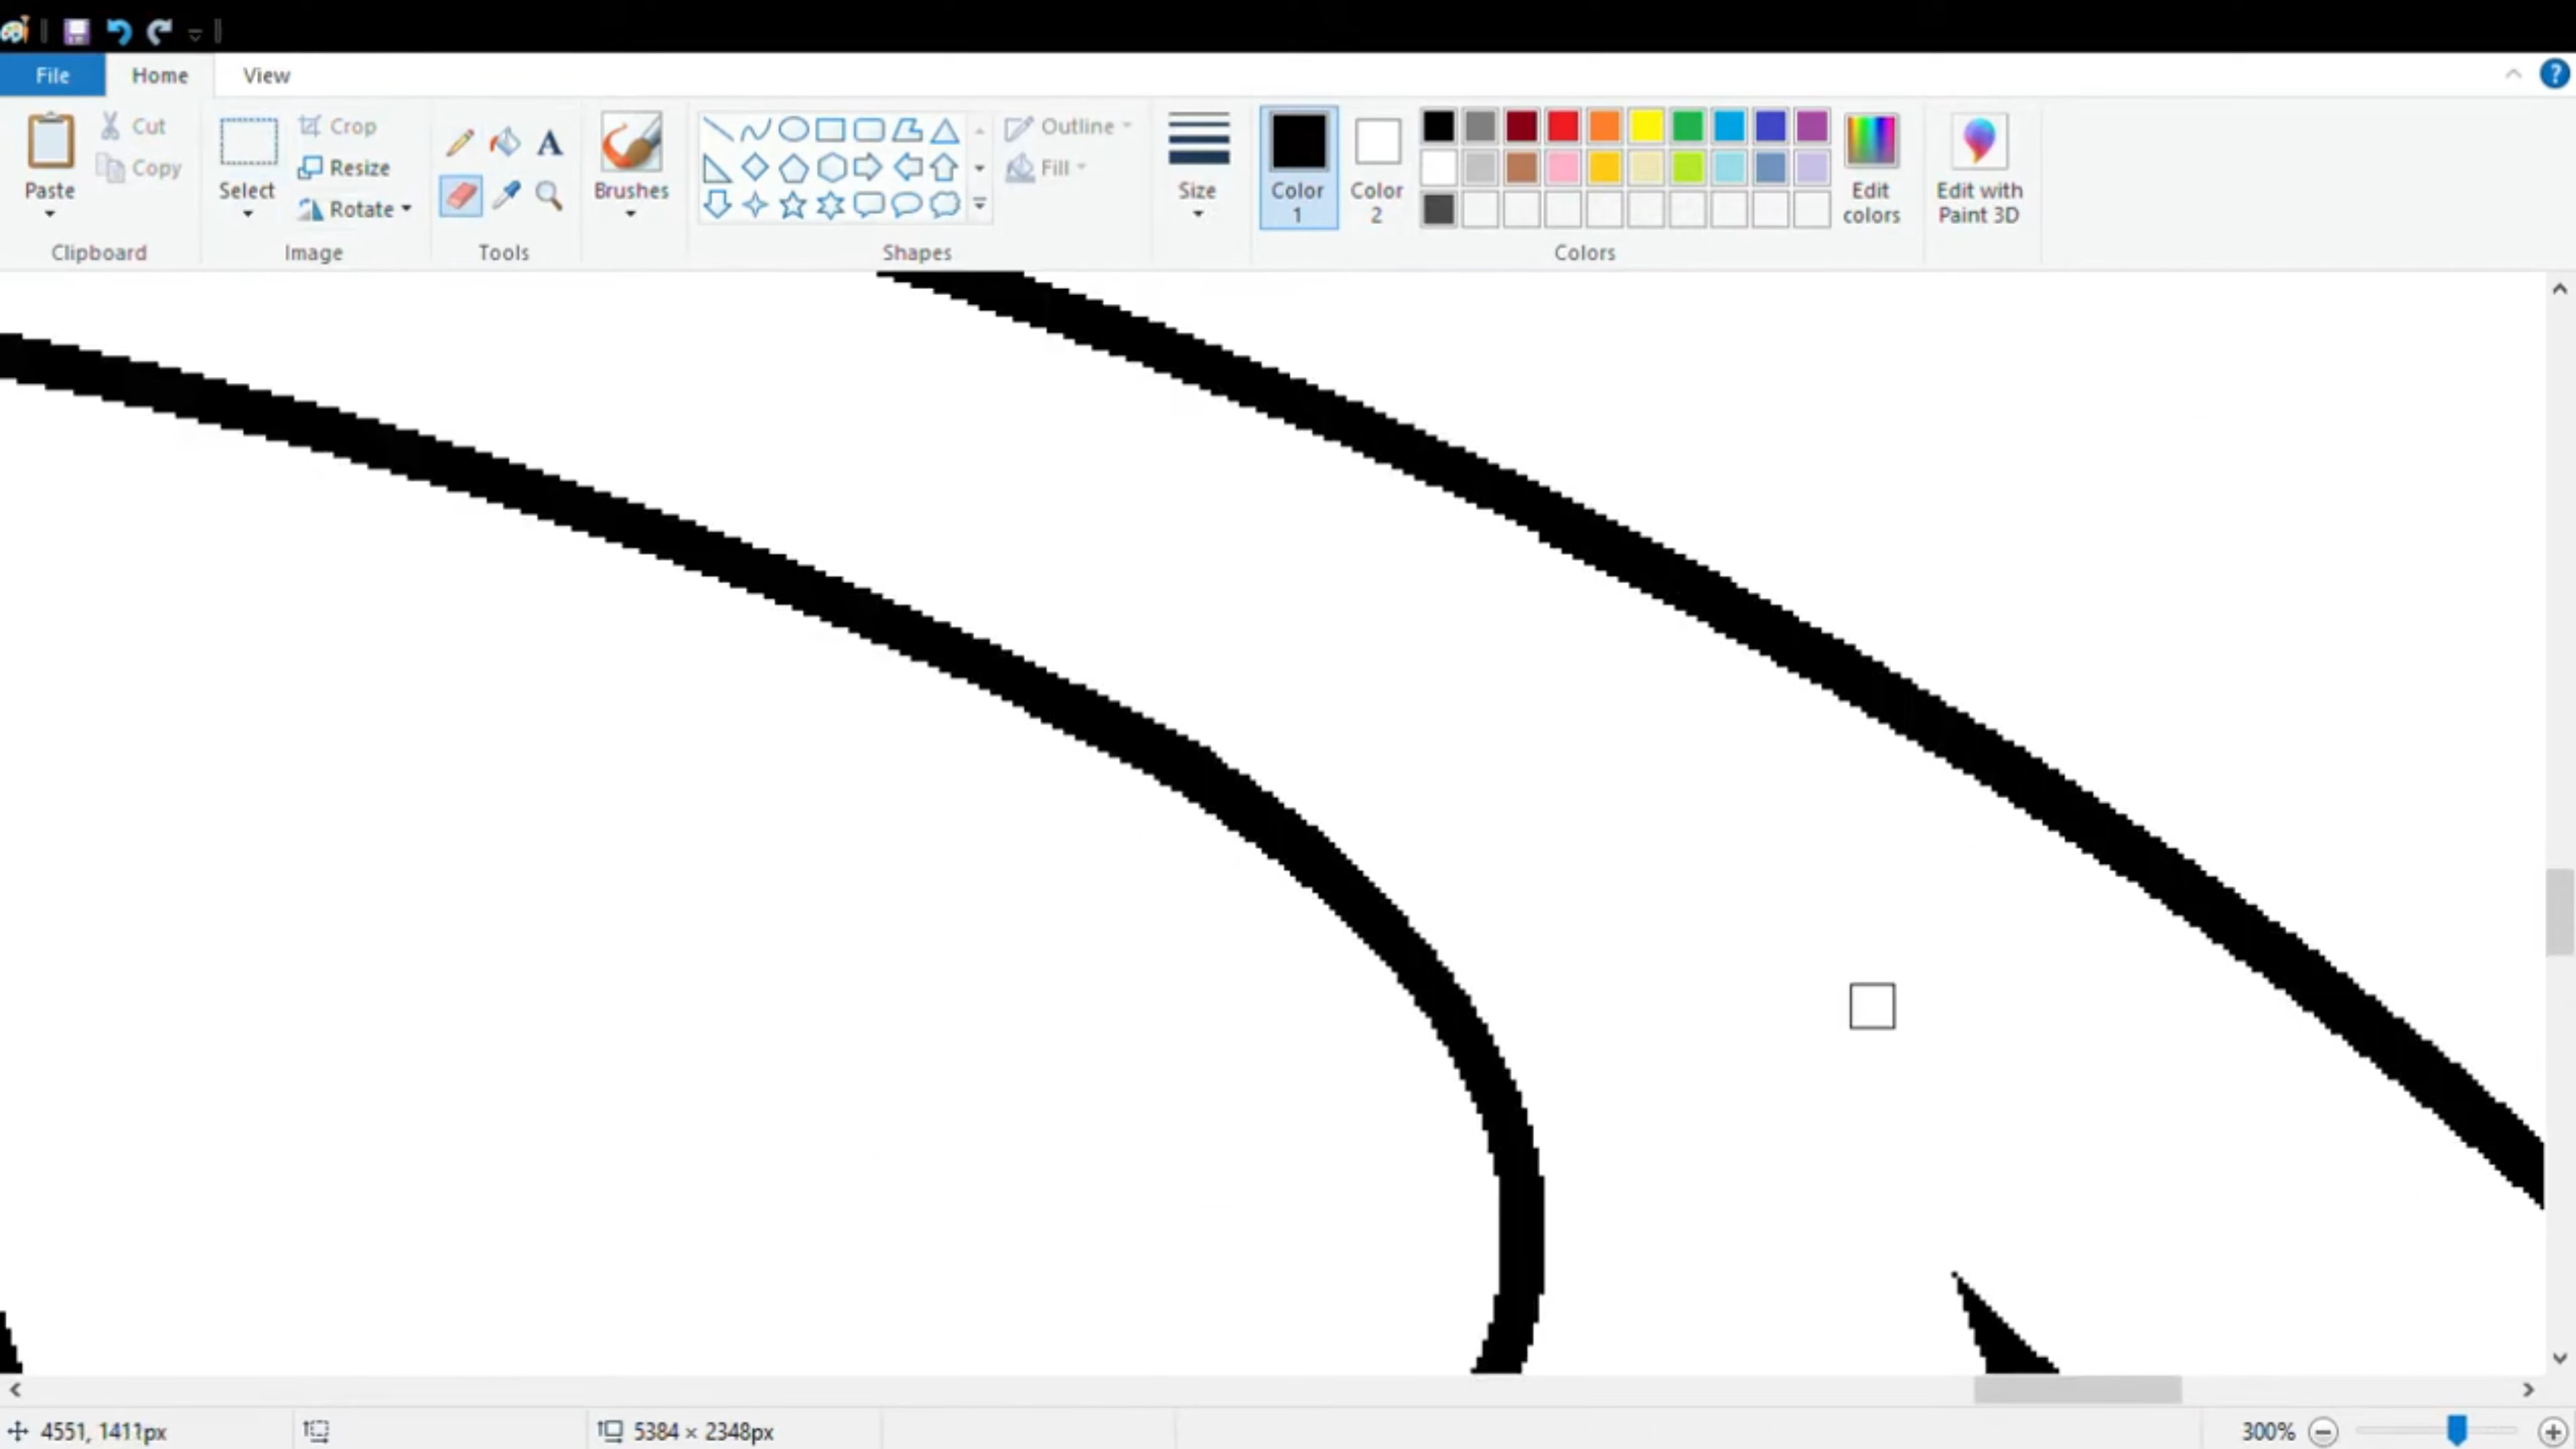 File Home View
Paste Cut Copy
Select Crop Resize Rotate
A
Brushes
Outline Fill
Size
Color 1
Color 2
Edit colors
Edit with Paint 3D
?
Clipboard Image Tools Shapes Colors
4551, 1411px 5384 × 2348px 300%